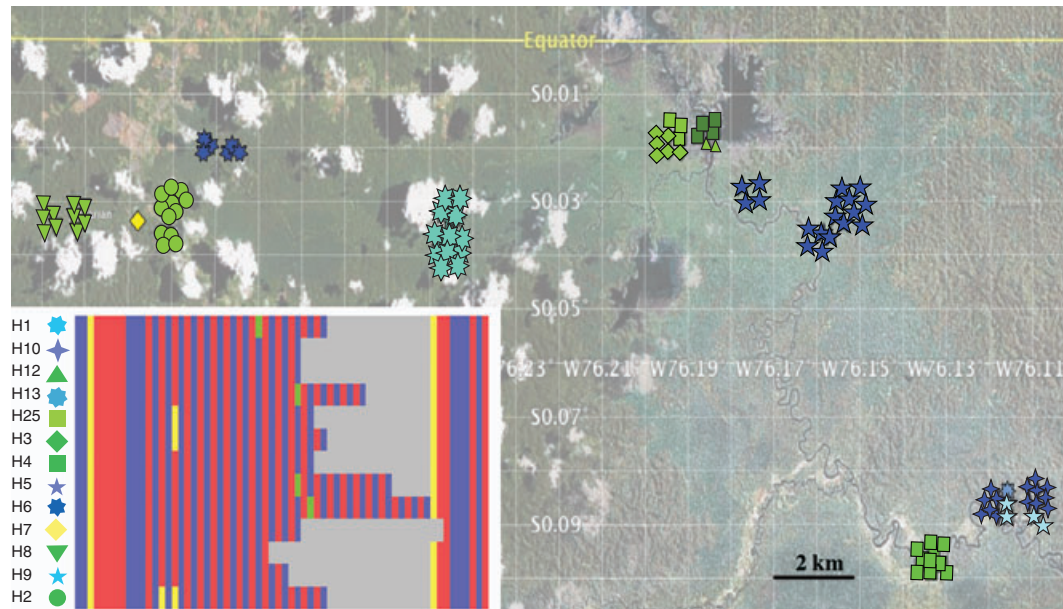 Equator
S0.01
S0.03
S0.05
W76.21 W76.19 W76.17 W76.15 W76.13 W76.11
S0.07
S0.09
2 km
H1
H10
H12
H13
H25
H3
H4
H5
H6
H7
H8
H9
H2